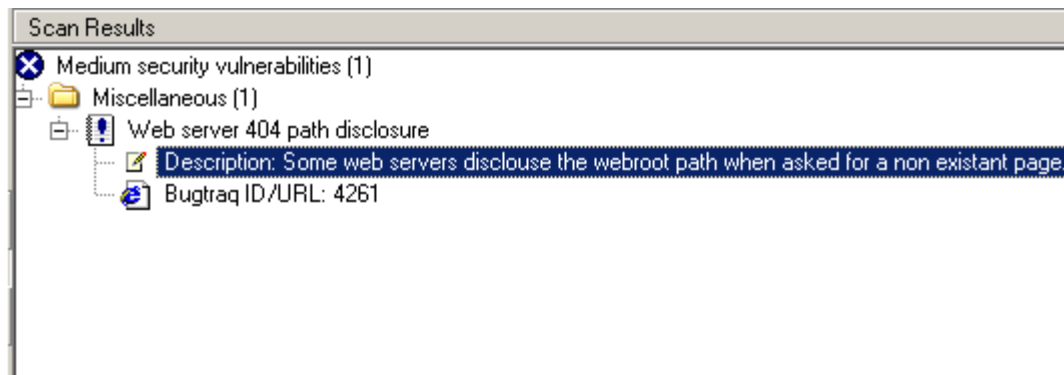 Scan Results
Medium security vulnerabilities (1)
Miscellaneous (1)
Web server 404 path disclosure
Description: Some web servers disclouse the webroot path when asked for a non existant page.
Bugtraq ID/URL: 4261